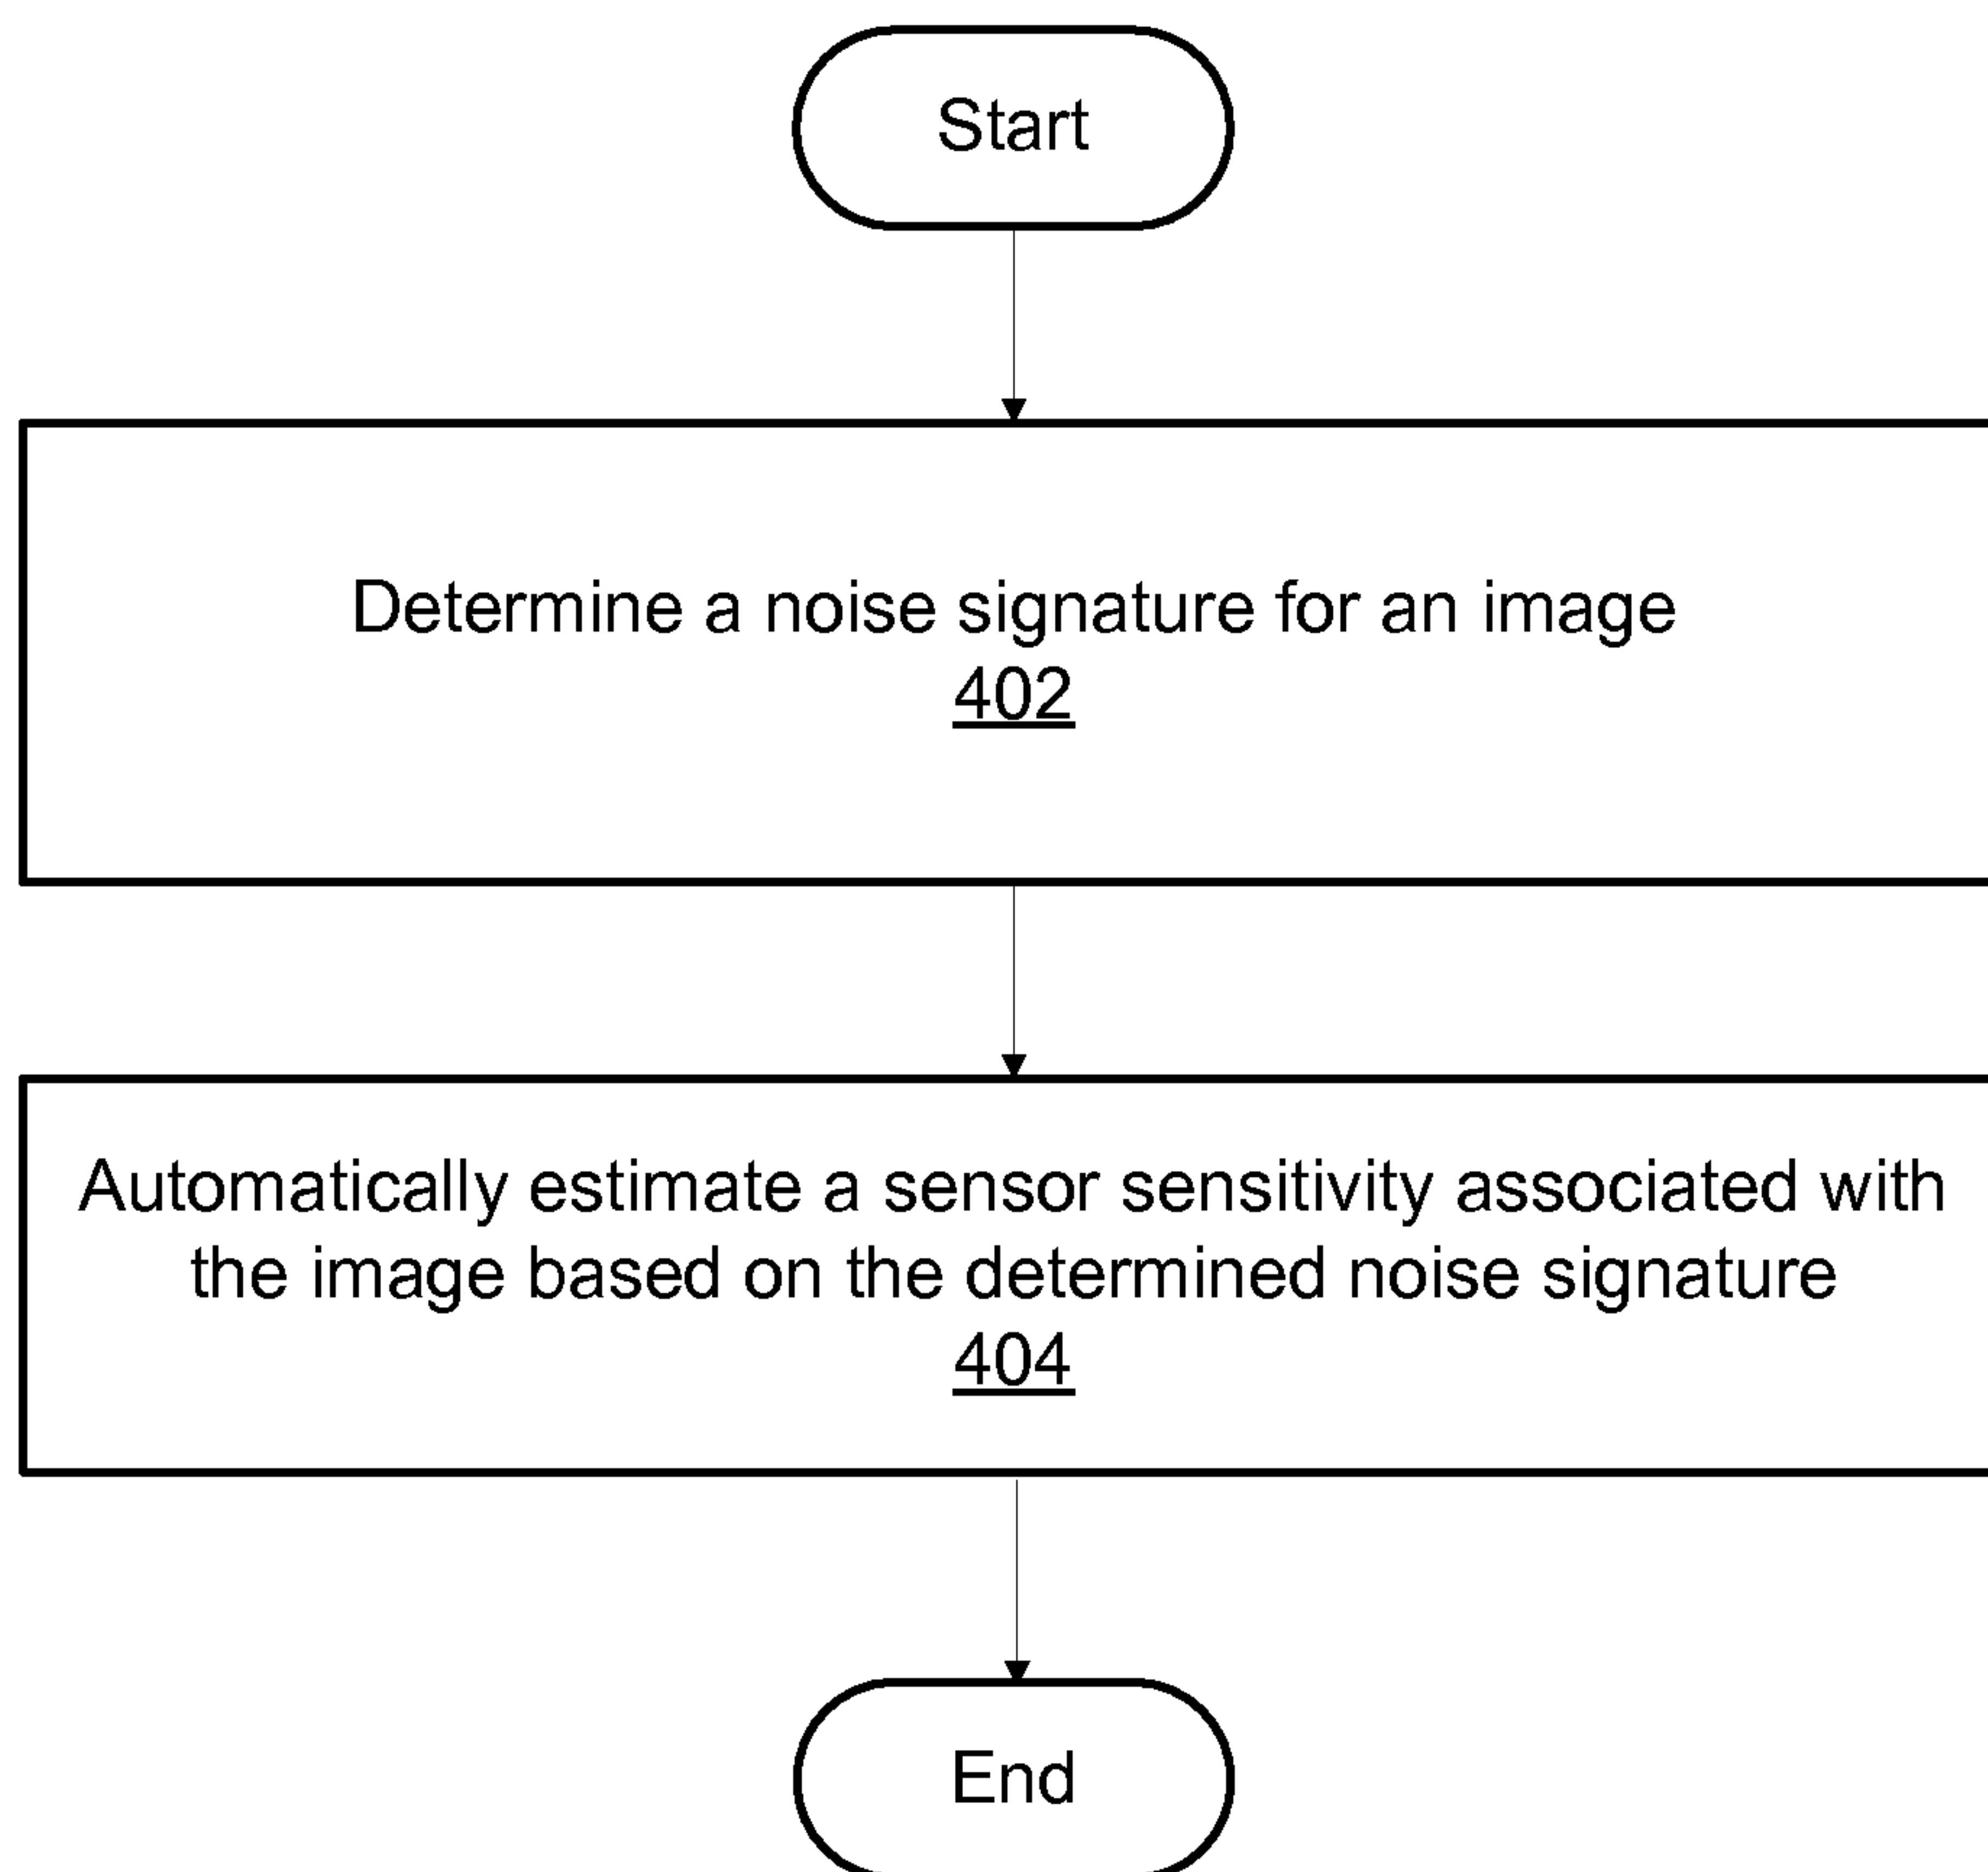 Start
Determine a noise signature for an image
402
Automatically estimate a sensor sensitivity associated with
the image based on the determined noise signature
404
End